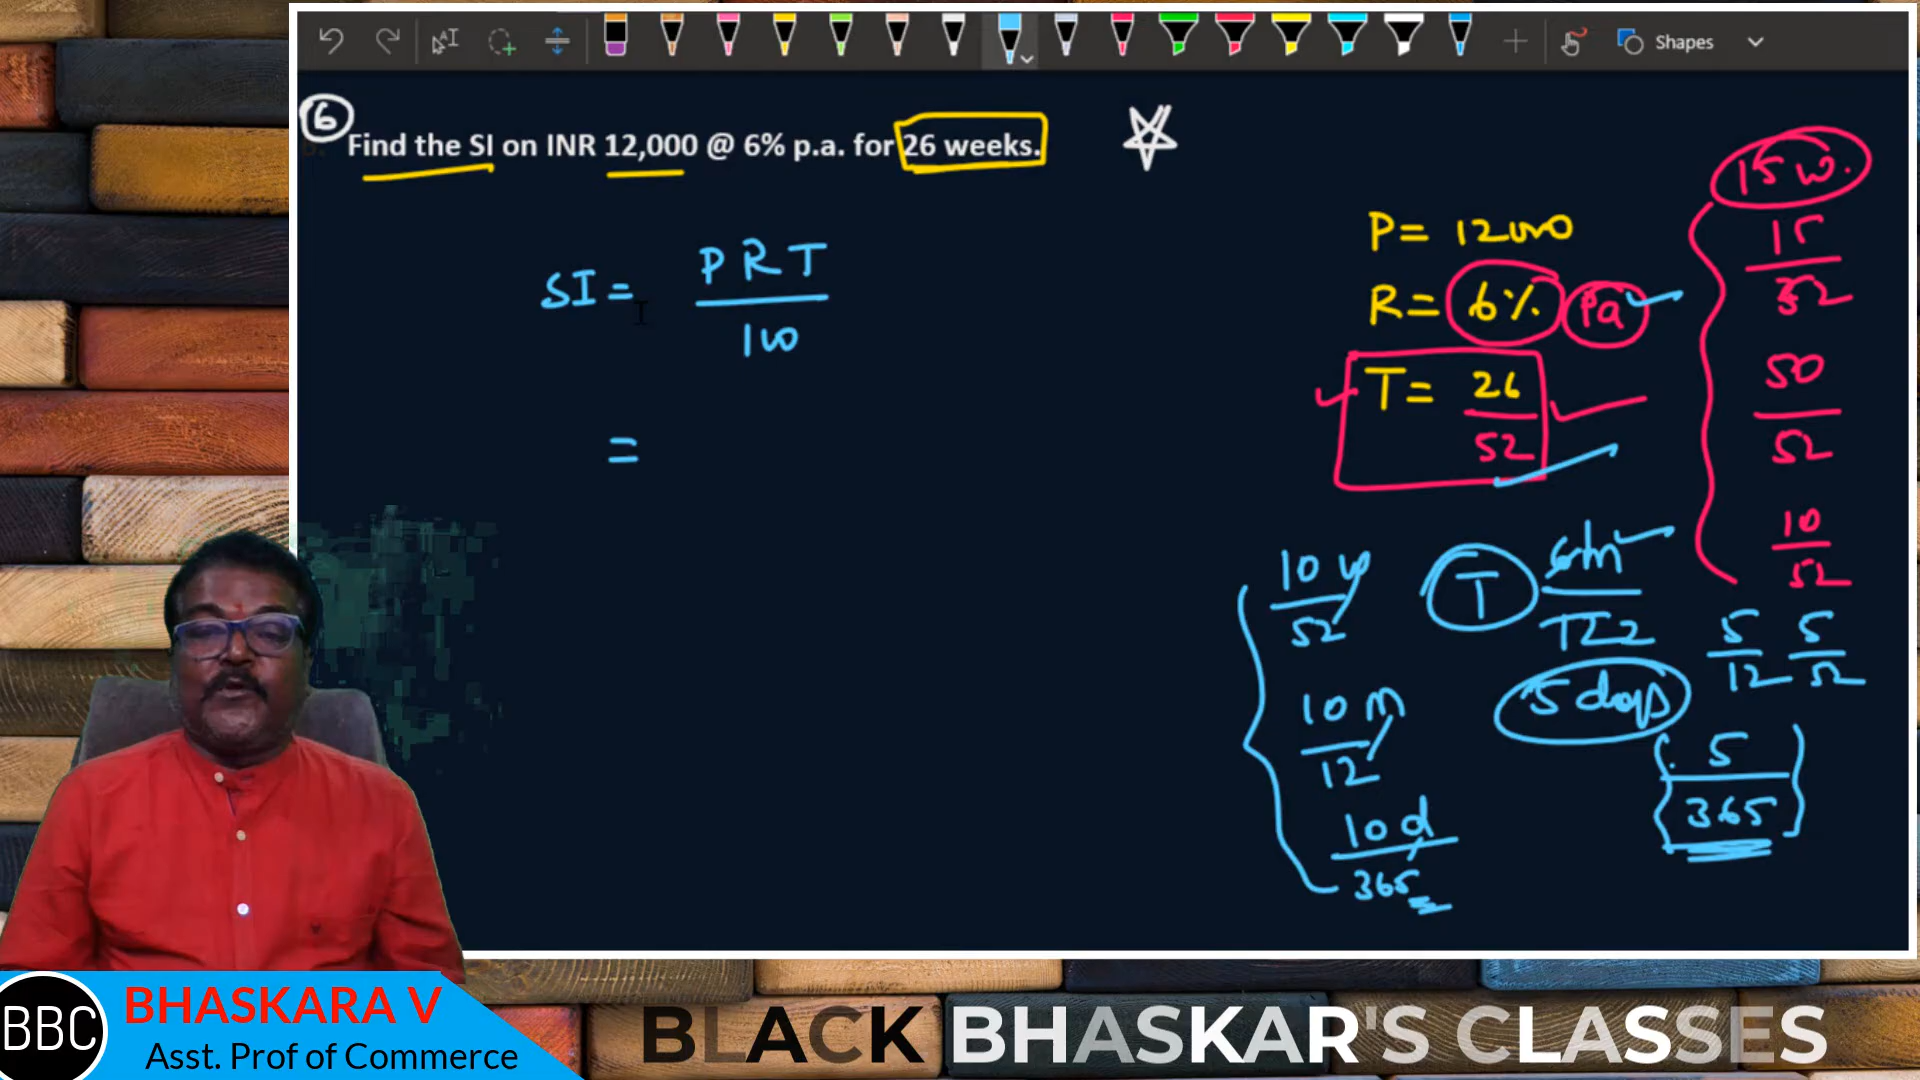 Shapes
6
Find the SI on INR 12,000 @ 6% p.a. for 26 weeks.
SI = PRT
100
=
P = 12000
R = 6% Pa
T = 26
52
15 w.
15
52
50
52
10
52
10 w
52
T
6m
12
5
12
5
52
10 m
12
5 days
5
365
10 d
365
BBC
BHASKARA V
Asst. Prof of Commerce
BLACK BHASKAR'S CLASSES